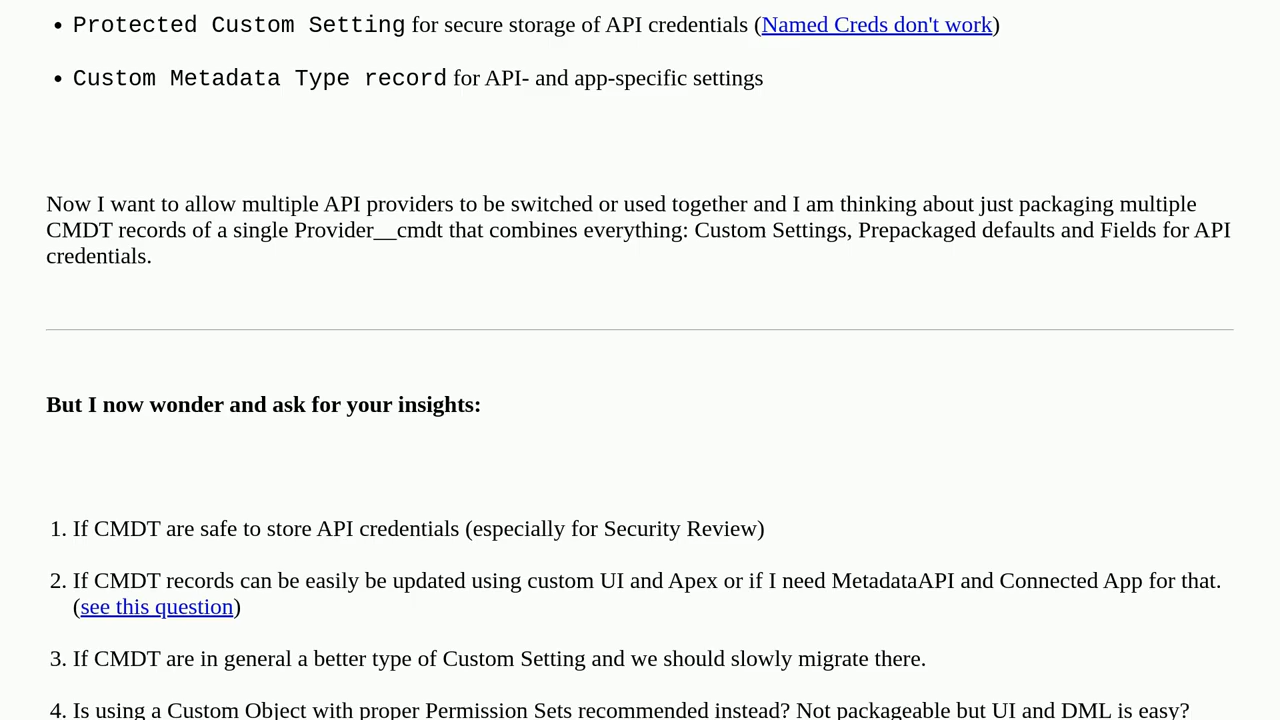 • Protected Custom Setting for secure storage of API credentials (Named Creds don't work)
• Custom Metadata Type record for API- and app-specific settings
Now I want to allow multiple API providers to be switched or used together and I am thinking about just packaging multiple
CMDT records of a single Provider__cmdt that combines everything: Custom Settings, Prepackaged defaults and Fields for API
credentials.
But I now wonder and ask for your insights:
1. If CMDT are safe to store API credentials (especially for Security Review)
2. If CMDT records can be easily be updated using custom UI and Apex or if I need MetadataAPI and Connected App for that.
(see this question)
3. If CMDT are in general a better type of Custom Setting and we should slowly migrate there.
4. Is using a Custom Object with proper Permission Sets recommended instead? Not packageable but UI and DML is easy?